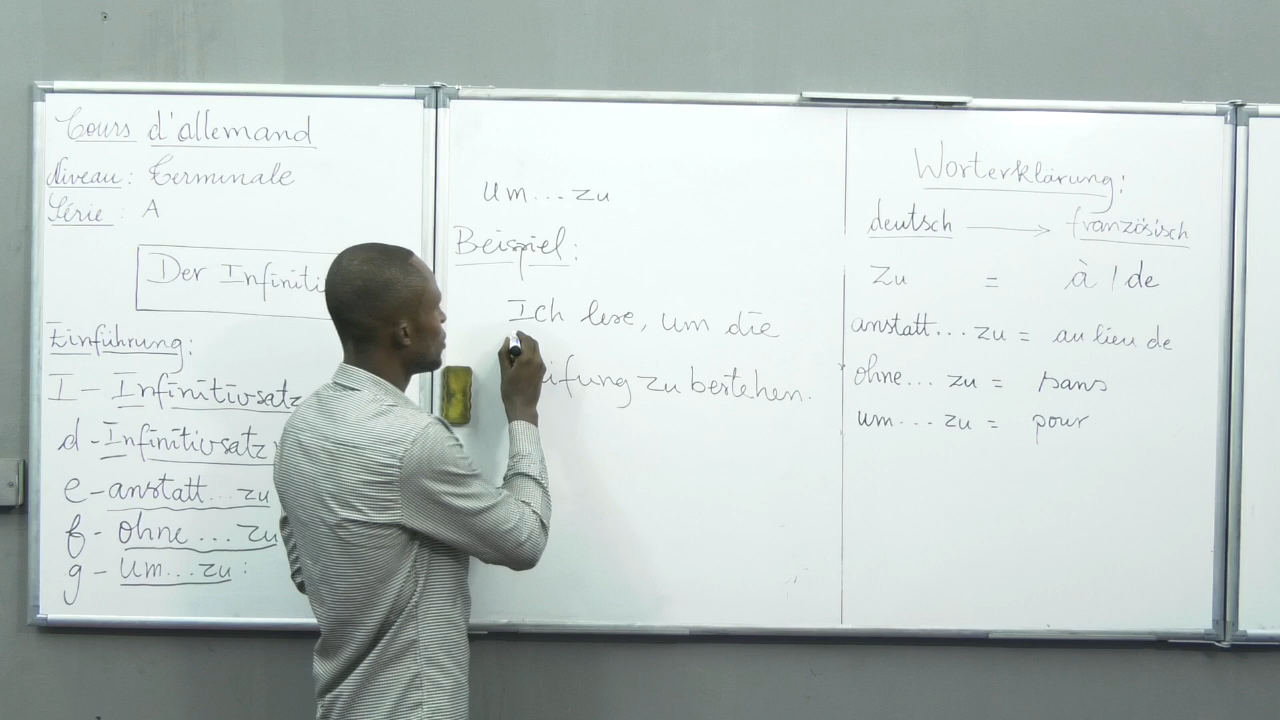 Cours d'allemand
Niveau : Terminale
Série : A
Der Infiniti
Einführung:
I - Infinitivsatz
d - Infinitivsatz
e - anstatt... zu
f - ohne ... zu
g - um...zu :
um... zu
Beispiel:
Ich lese, um die
üifung zu bestehen.
Worterklärung:
deutsch → französisch
zu = à / de
anstatt... zu = au lieu de
ohne... zu = sans
um... zu = pour